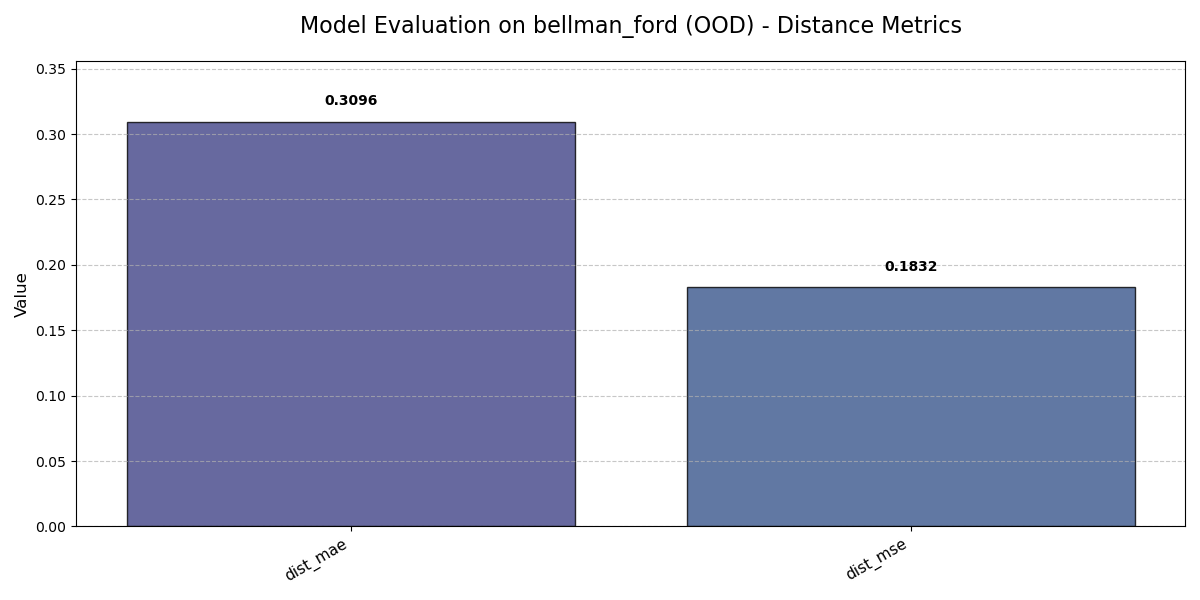 Model Evaluation on bellman_ford (OOD) - Distance Metrics
0.35
0.30
0.25
0.20
0.15
0.10
0.05
0.00
Value
0.3096
0.1832
dist_mae
dist_mse